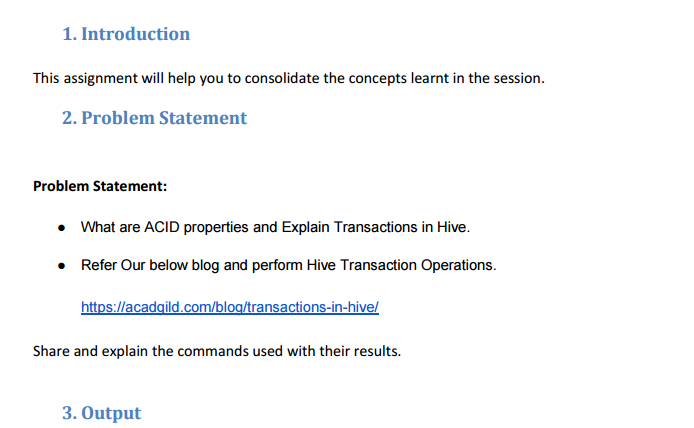 1. Introduction
This assignment will help you to consolidate the concepts learnt in the session.
2. Problem Statement
Problem Statement:
● What are ACID properties and Explain Transactions in Hive.
● Refer Our below blog and perform Hive Transaction Operations.
https://acadgild.com/blog/transactions-in-hive/
Share and explain the commands used with their results.
3. Output